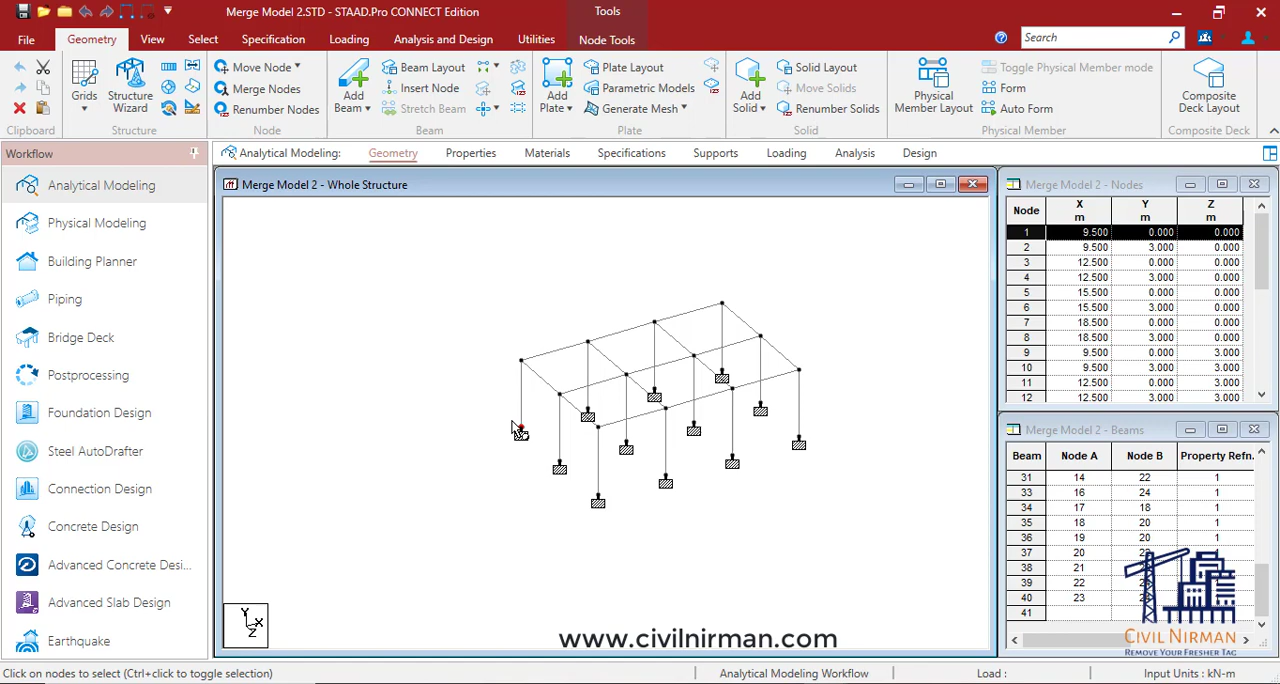 Merge Model 2.STD - STAAD.Pro CONNECT Edition
Tools
File
Geometry
View
Select
Specification
Loading
Analysis and Design
Utilities
Node Tools
Search
Grids
Structure Wizard
Move Node
Merge Nodes
Renumber Nodes
Add Beam
Beam Layout
Insert Node
Stretch Beam
Add Plate
Plate Layout
Parametric Models
Generate Mesh
Add Solid
Solid Layout
Move Solids
Renumber Solids
Physical Member Layout
Toggle Physical Member mode
Form
Auto Form
Composite Deck Layout
Clipboard
Structure
Node
Beam
Plate
Solid
Physical Member
Composite Deck
Workflow
Analytical Modeling:
Geometry
Properties
Materials
Specifications
Supports
Loading
Analysis
Design
Analytical Modeling
Physical Modeling
Building Planner
Piping
Bridge Deck
Postprocessing
Foundation Design
Steel AutoDrafter
Connection Design
Concrete Design
Advanced Concrete Desi...
Advanced Slab Design
Earthquake
Merge Model 2 - Whole Structure
Y
X
Z
www.civilnirman.com
Merge Model 2 - Nodes
Node X m Y m Z m
1 9.500 0.000 0.000
2 9.500 3.000 0.000
3 12.500 0.000 0.000
4 12.500 3.000 0.000
5 15.500 0.000 0.000
6 15.500 3.000 0.000
7 18.500 0.000 0.000
8 18.500 3.000 0.000
9 9.500 0.000 3.000
10 9.500 3.000 3.000
11 12.500 0.000 3.000
12 12.500 3.000 3.000
Merge Model 2 - Beams
Beam Node A Node B Property Refn.
31 14 22 1
33 16 24 1
34 17 18 1
35 18 20 1
36 19 20 1
37 20
38 21
39 22
40 23
41
CIVIL NIRMAN
REMOVE YOUR FRESHER TAG
Click on nodes to select (Ctrl+click to toggle selection)
Analytical Modeling Workflow
Load :
Input Units : kN-m